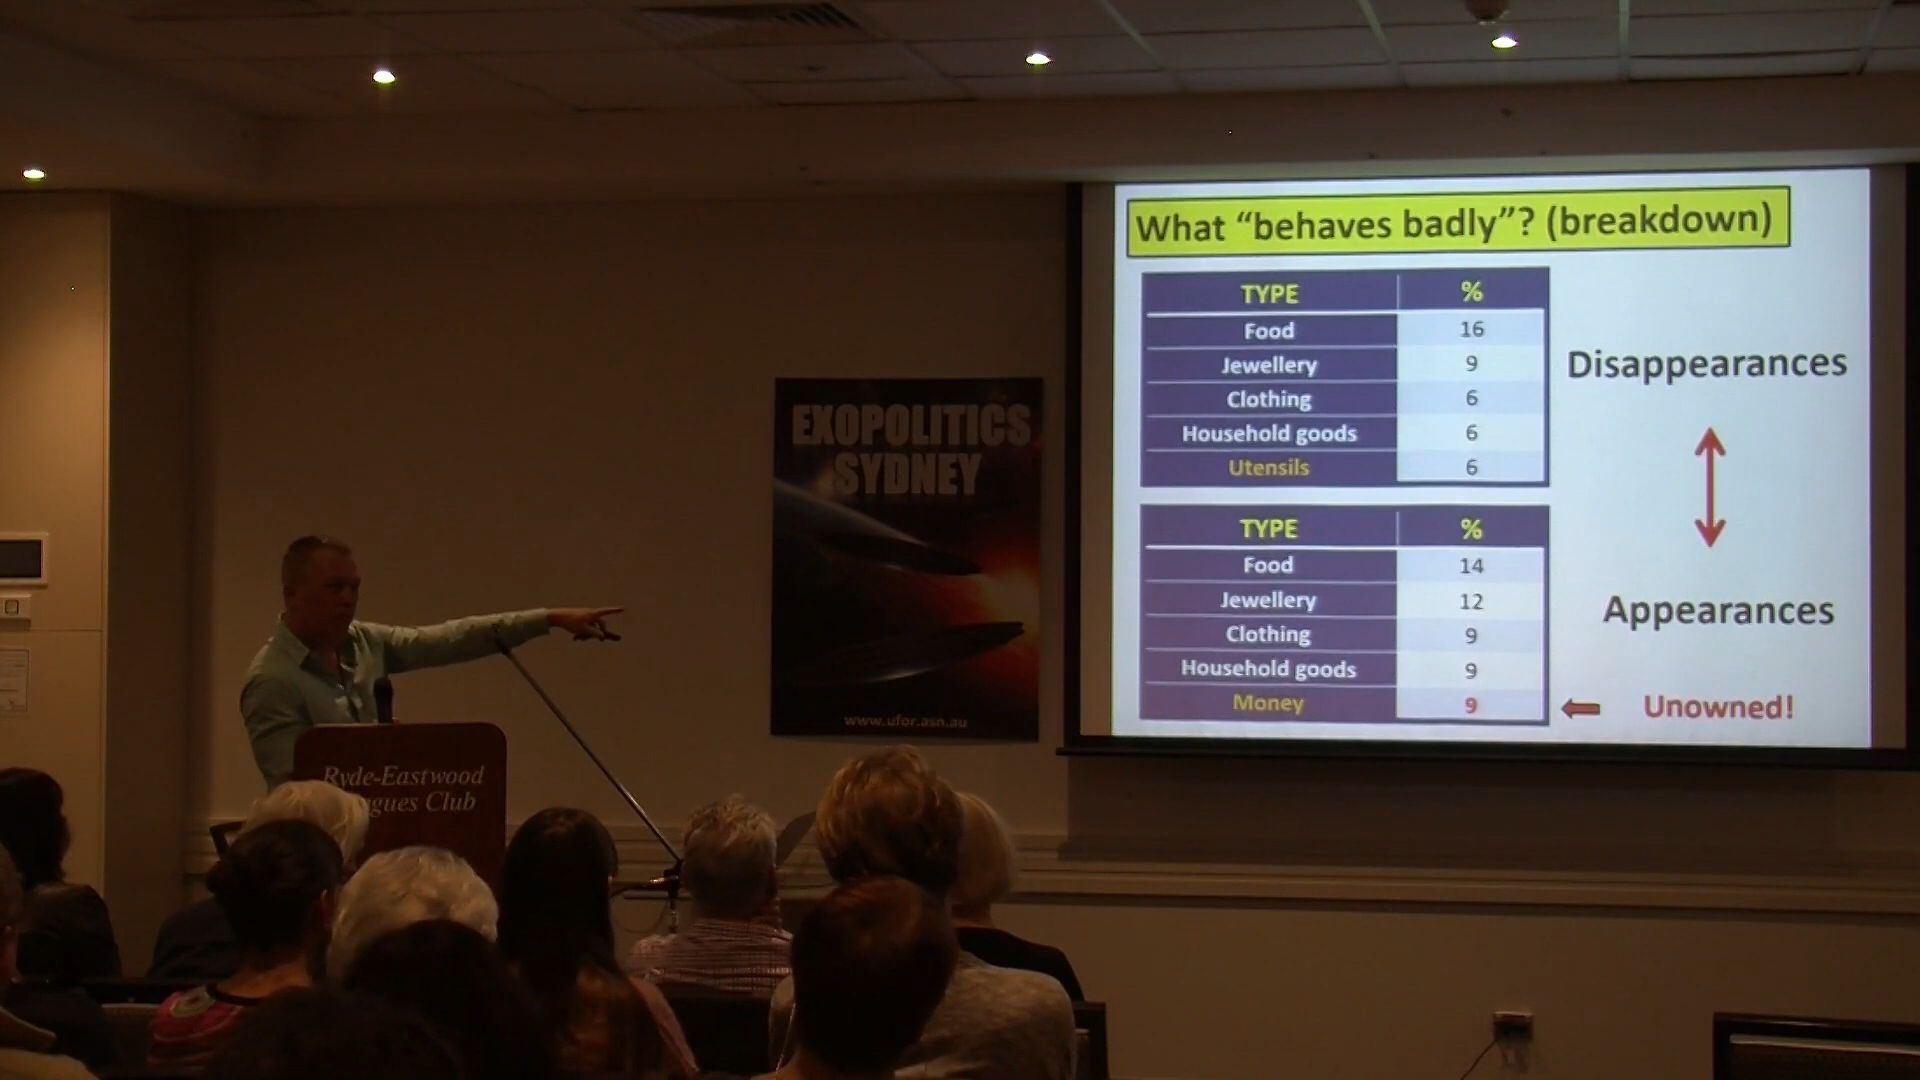 What “behaves badly”? (breakdown)
TYPE %
Food 16
Jewellery 9
Clothing 6
Household goods 6
Utensils 6
Disappearances
TYPE %
Food 14
Jewellery 12
Clothing 9
Household goods 9
Money 9
Appearances
Unowned!
EXOPOLITICS
SYDNEY
www.ufor.asn.au
Ryde-Eastwood
Club